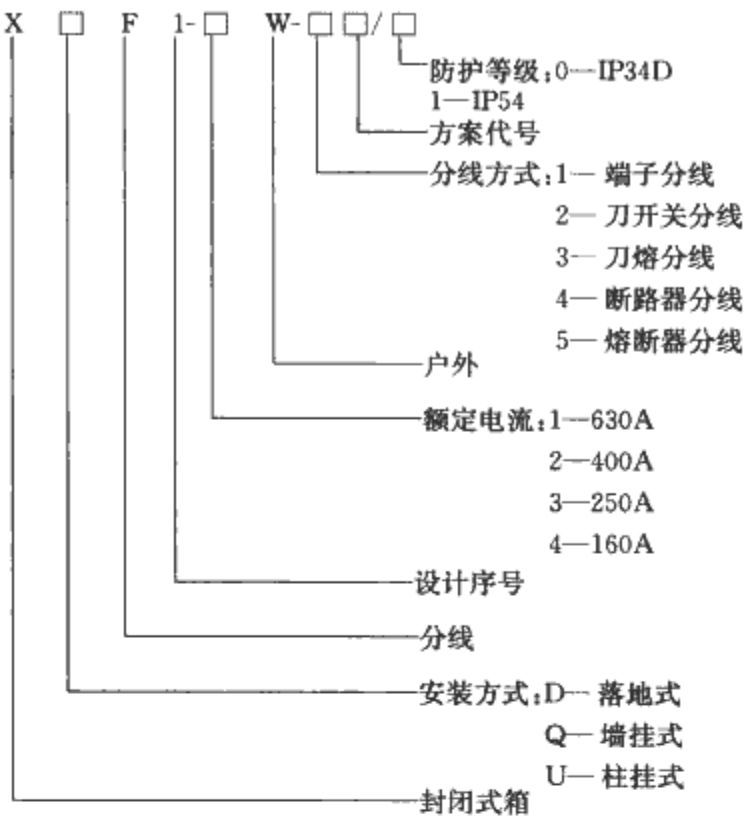 X □ F 1-□ W-□ □/□
防护等级:0—IP34D
1—IP54
方案代号
分线方式:1—端子分线
2—刀开关分线
3—刀熔分线
4—断路器分线
5—熔断器分线
户外
额定电流:1—630A
2—400A
3—250A
4—160A
设计序号
分线
安装方式:D—落地式
Q—墙挂式
U—柱挂式
封闭式箱